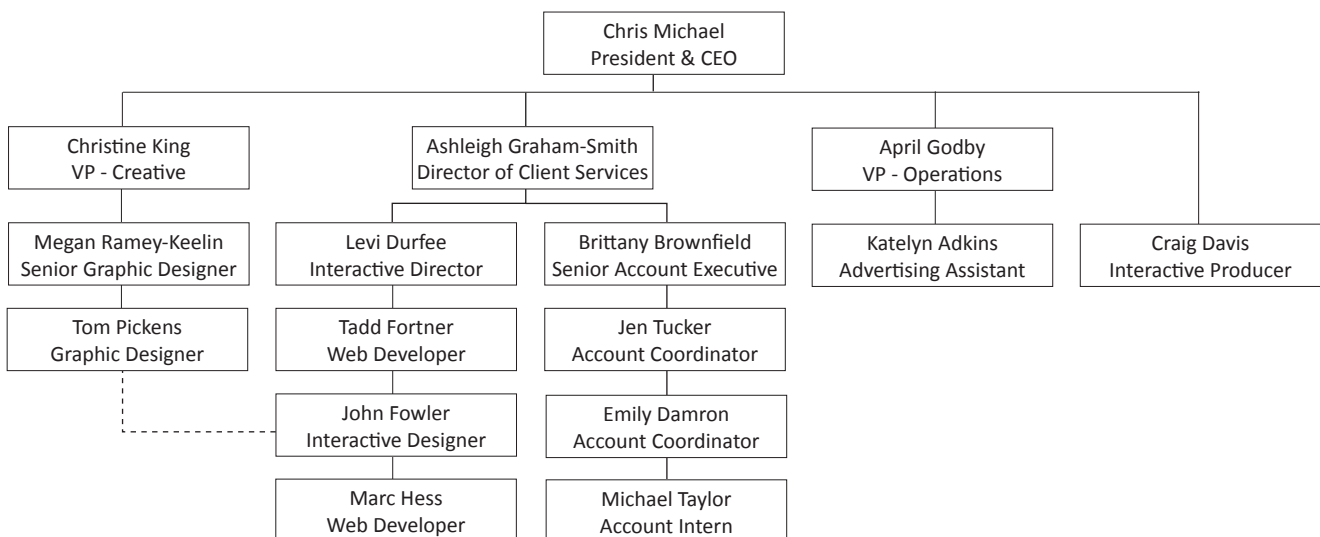 Chris Michael
President & CEO
Christine King
VP - Creative
Ashleigh Graham-Smith
Director of Client Services
April Godby
VP - Operations
Megan Ramey-Keelin
Senior Graphic Designer
Levi Durfee
Interactive Director
Brittany Brownfield
Senior Account Executive
Katelyn Adkins
Advertising Assistant
Craig Davis
Interactive Producer
Tom Pickens
Graphic Designer
Tadd Fortner
Web Developer
Jen Tucker
Account Coordinator
John Fowler
Interactive Designer
Emily Damron
Account Coordinator
Marc Hess
Web Developer
Michael Taylor
Account Intern